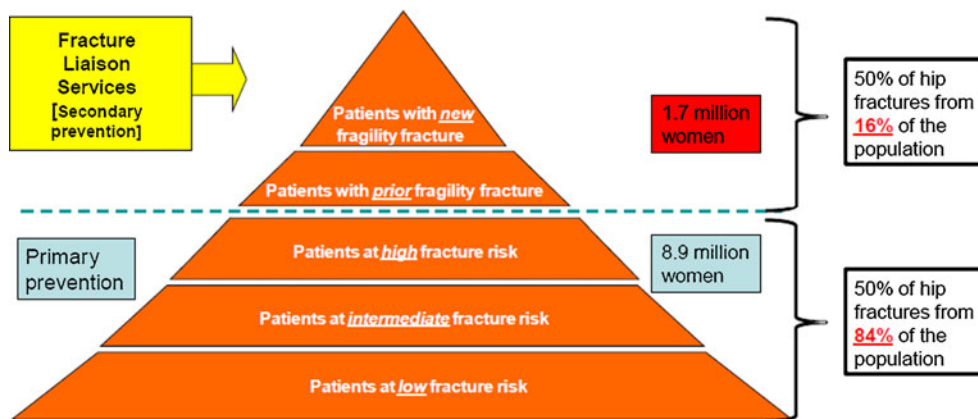 Fracture
Liaison
Services
[Secondary
prevention]
Patients with new
fragility fracture
1.7 million
women
50% of hip
fractures from
16% of the
population
Patients with prior fragility fracture
Primary
prevention
Patients at high fracture risk
8.9 million
women
Patients at intermediate fracture risk
50% of hip
fractures from
84% of the
population
Patients at low fracture risk